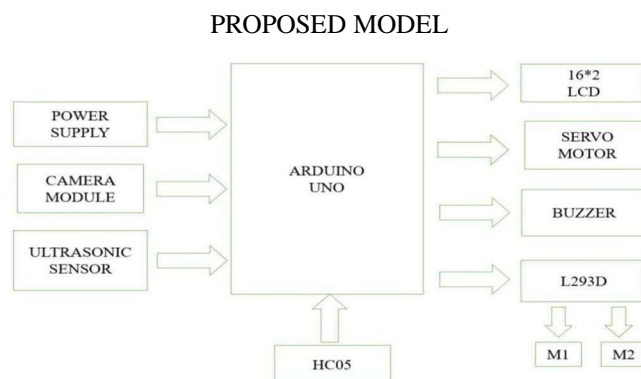 PROPOSED MODEL
POWER
SUPPLY
CAMERA
MODULE
ULTRASONIC
SENSOR
ARDUINO
UNO
HC05
16*2
LCD
SERVO
MOTOR
BUZZER
L293D
M1
M2